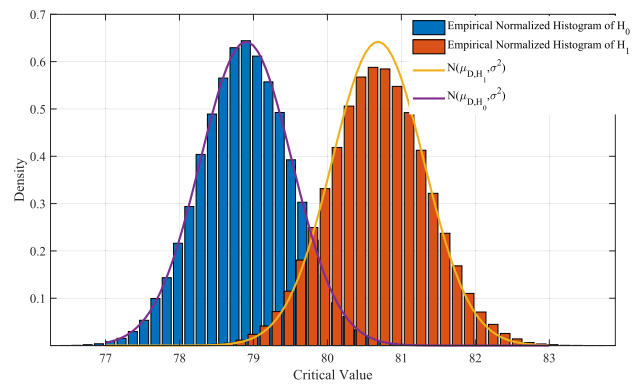 0.7
0.6
0.5
0.4
0.3
0.2
0.1
Density
77 78 79 80 81 82 83
Critical Value
Empirical Normalized Histogram of H₀
Empirical Normalized Histogram of H₁
N(μ_D,H₁,σ²)
N(μ_D,H₀,σ²)